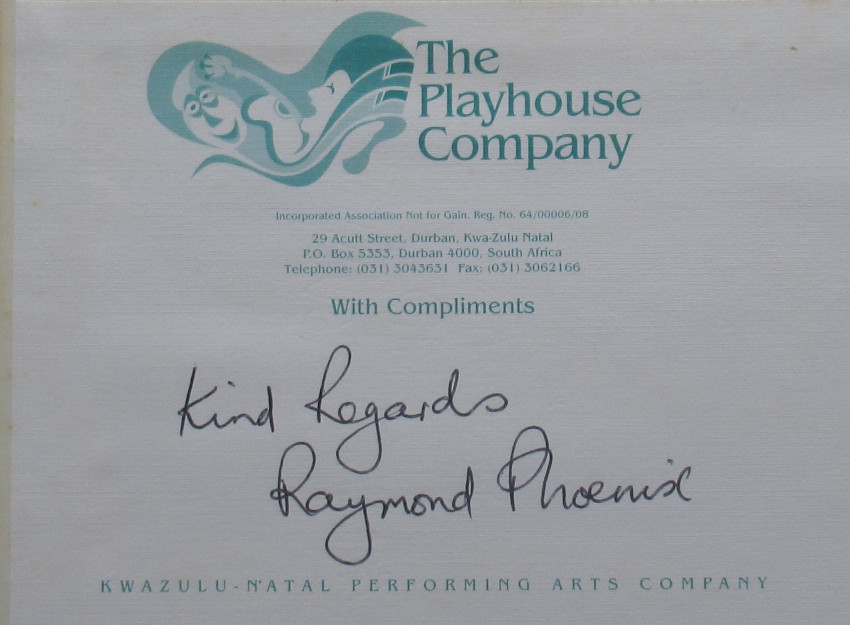 The
Playhouse
Company
Incorporated Association Not for Gain. Reg. No. 64/00006/08
29 Acutt Street, Durban, Kwa-Zulu Natal
P.O. Box 5353, Durban 4000, South Africa
Telephone: (031) 3043631 Fax: (031) 3062166
With Compliments
Kind Regards
Raymond Phoenix
KWAZULU-N'ATAL PERFORMING ARTS COMPANY